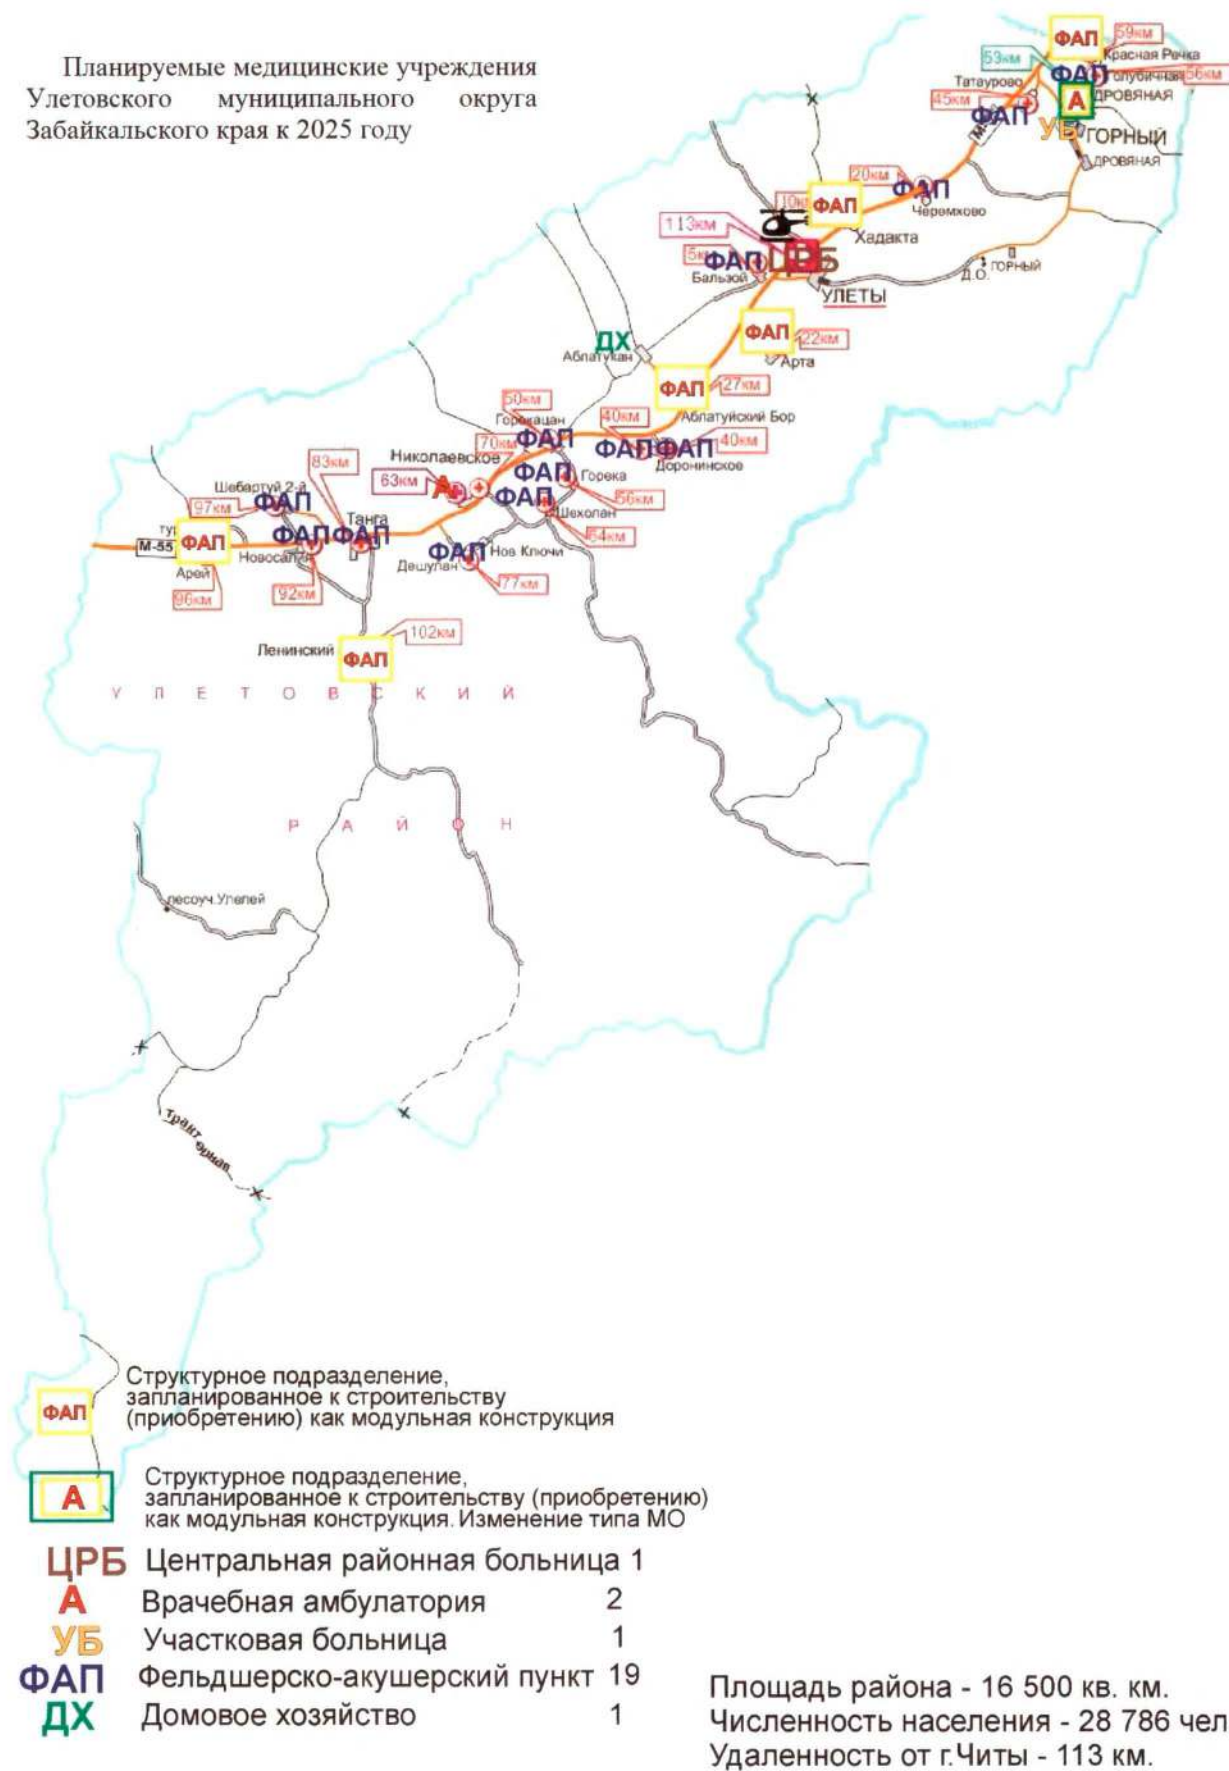 Планируемые медицинские учреждения
Улетовского муниципального округа
Забайкальского края к 2025 году
ФАП
59км
Красная Речка
53км
ФАП
Голубичная
56км
Татаурово
А
ДРОВЯНАЯ
45км
ФАП
УБ
ГОРНЫЙ
ДРОВЯНАЯ
20км
ФАП
Черемхово
ФАП
Хадакта
113км
5км
ФАП
ЦРБ
Бальзой
УЛЕТЫ
Д.О.
ГОРНЫЙ
ФАП
22км
Арта
ДХ
Аблатукан
ФАП
27км
Аблатуйский Бор
50км
Горекацан
ФАП
40км
ФАП
ФАП
40км
Доронинское
70км
Николаевское
63км
А
ФАП
Горека
56км
ФАП
Шехолан
64км
83км
Шебартуй 2-й
97км
ФАП
Танга
ФАП
ФАП
М-55
ФАП
Арей
96км
92км
ФАП
Дешулан
Нов.Ключи
77км
102км
Ленинский
ФАП
УЛЕТОВСКИЙ
РАЙОН
лесоуч.Улелей
ФАП
Структурное подразделение,
запланированное к строительству
(приобретению) как модульная конструкция
А
Структурное подразделение,
запланированное к строительству (приобретению)
как модульная конструкция. Изменение типа МО
ЦРБ Центральная районная больница 1
А Врачебная амбулатория 2
УБ Участковая больница 1
ФАП Фельдшерско-акушерский пункт 19
ДХ Домовое хозяйство 1
Площадь района - 16 500 кв. км.
Численность населения - 28 786 чел
Удаленность от г.Читы - 113 км.